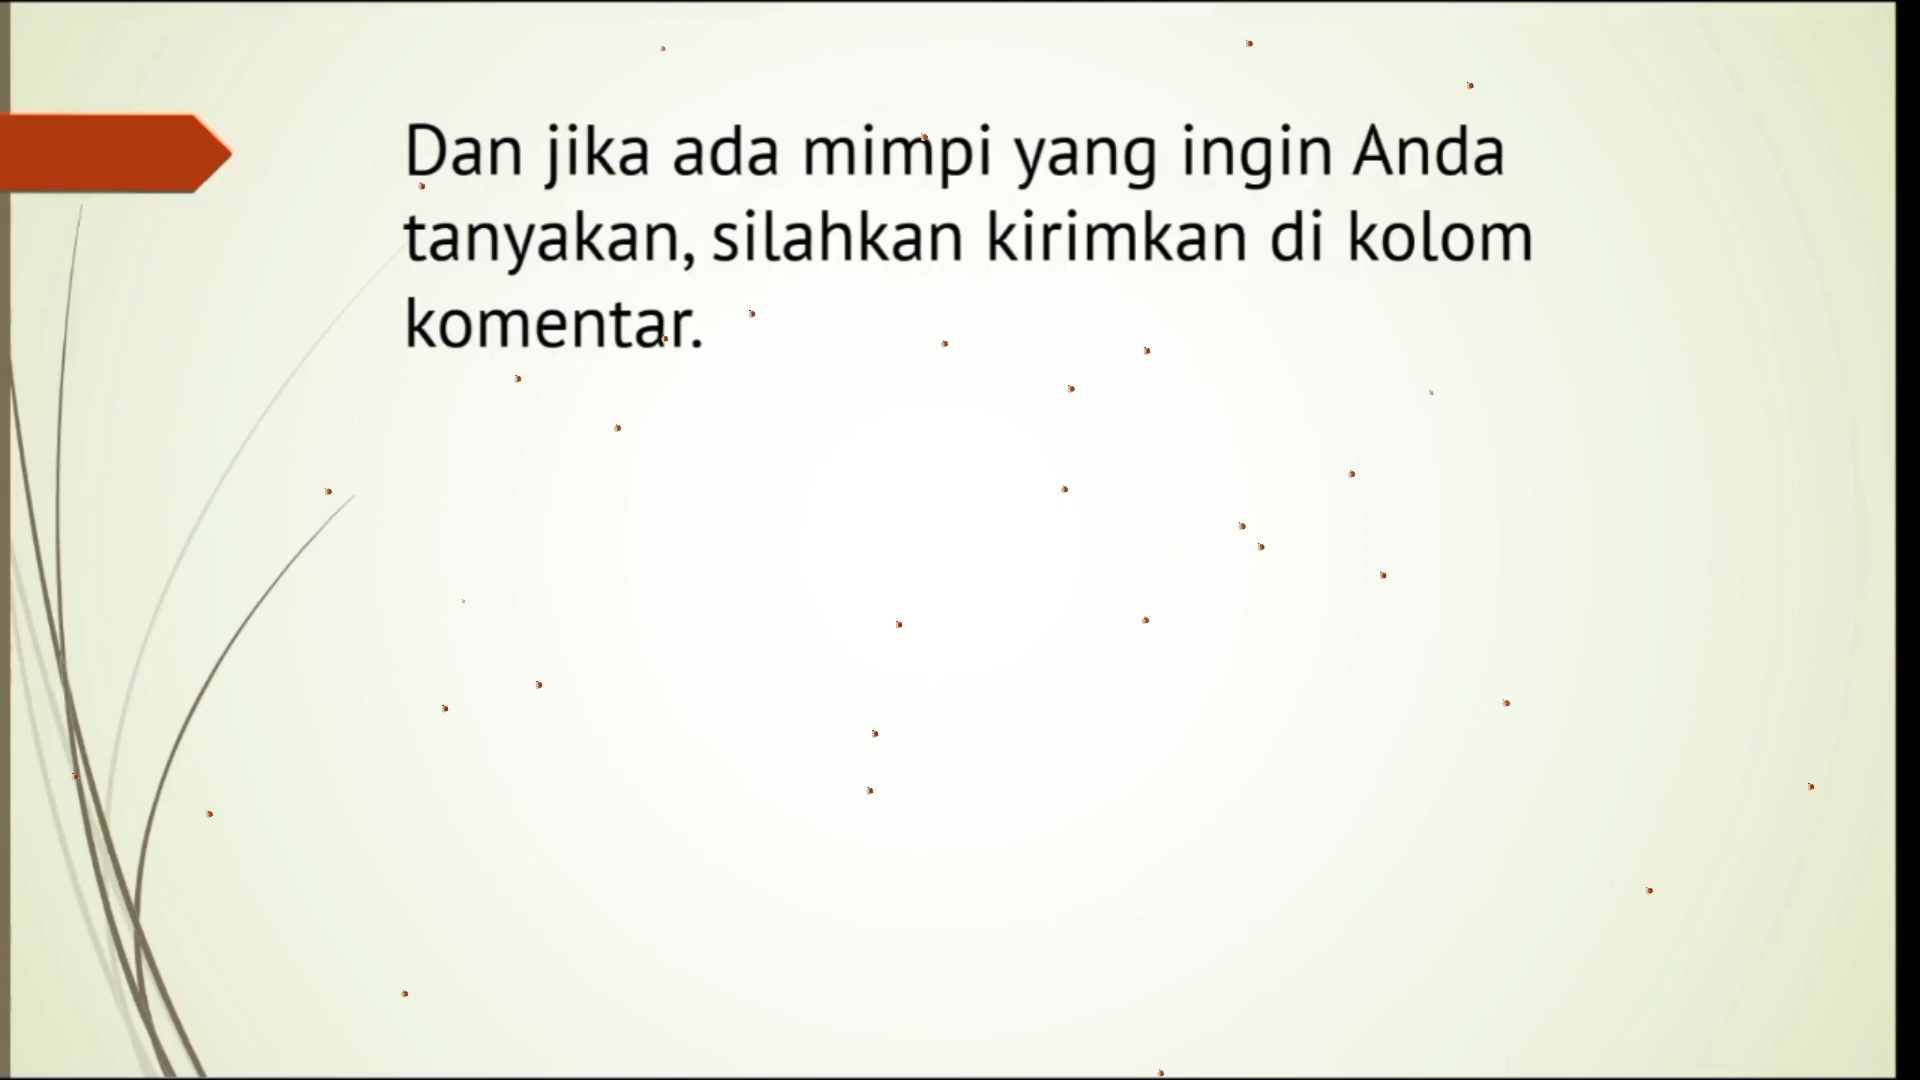 Dan jika ada mimpi yang ingin Anda
tanyakan, silahkan kirimkan di kolom
komentar.